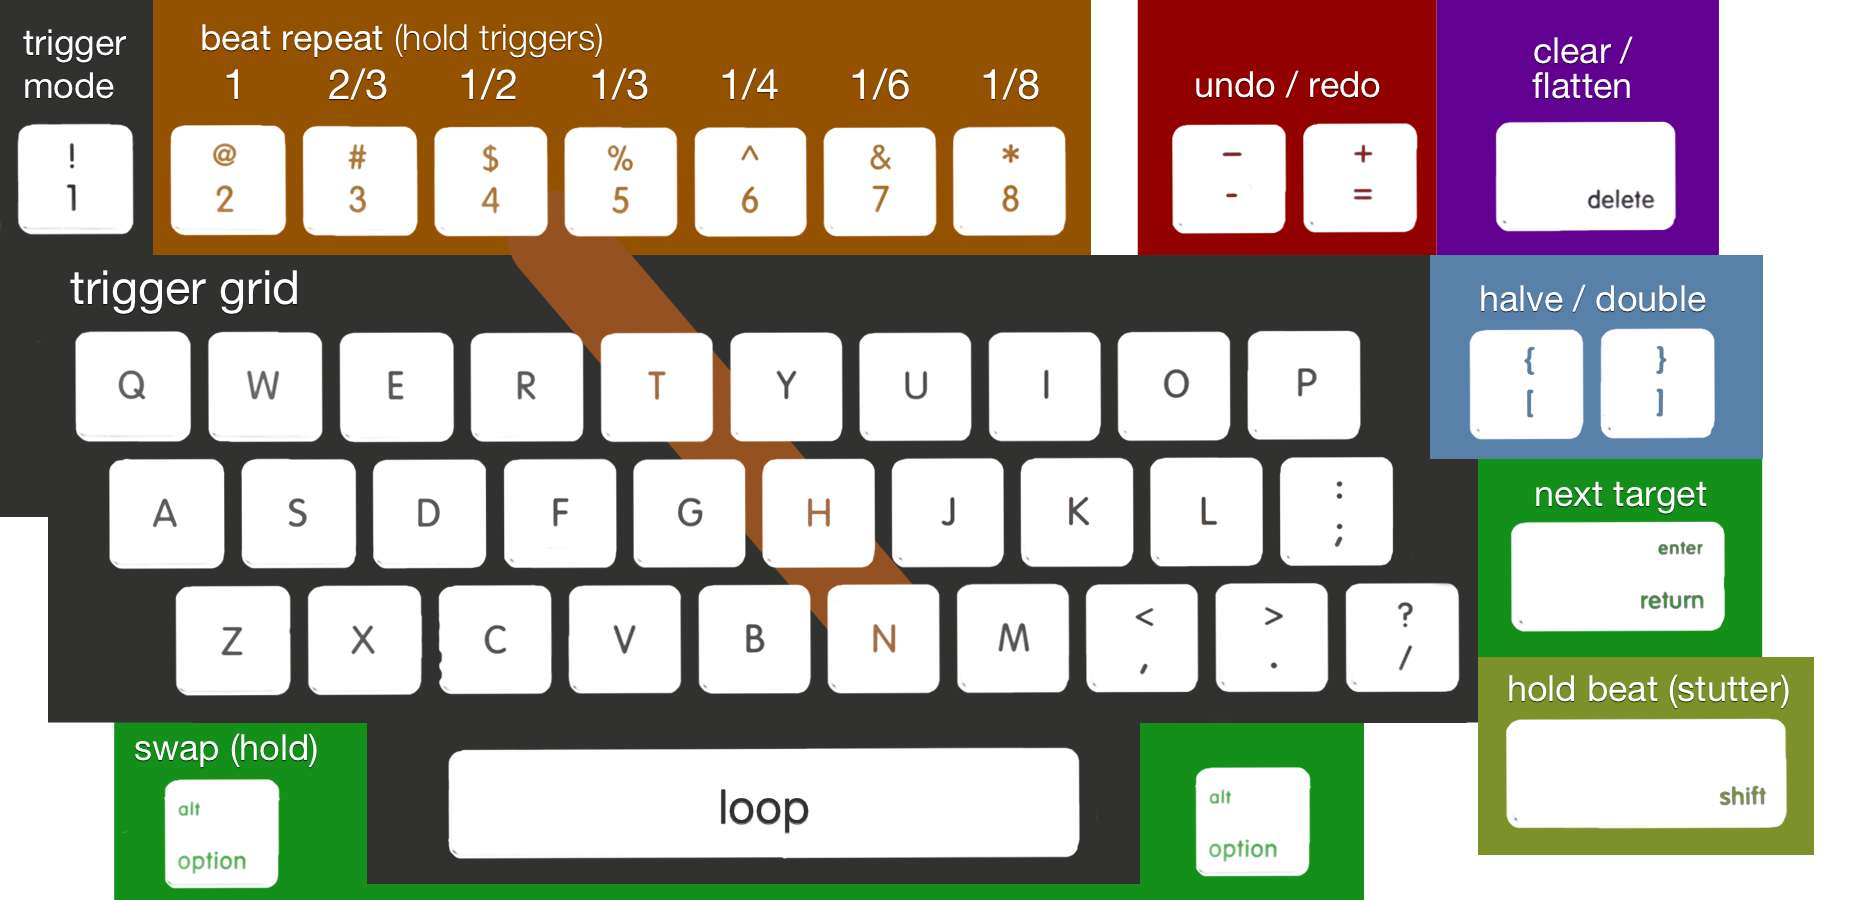 trigger
mode
beat repeat (hold triggers)
1 2/3 1/2 1/3 1/4 1/6 1/8
undo / redo
clear /
flatten
! @ # $ % ^ & * – +
1 2 3 4 5 6 7 8 - =
delete
trigger grid
halve / double
{ }
[ ]
Q W E R T Y U I O P
next target
A S D F G H J K L : ;
enter
return
Z X C V B N M < , > . ? /
hold beat (stutter)
shift
swap (hold)
alt
option
loop
alt
option